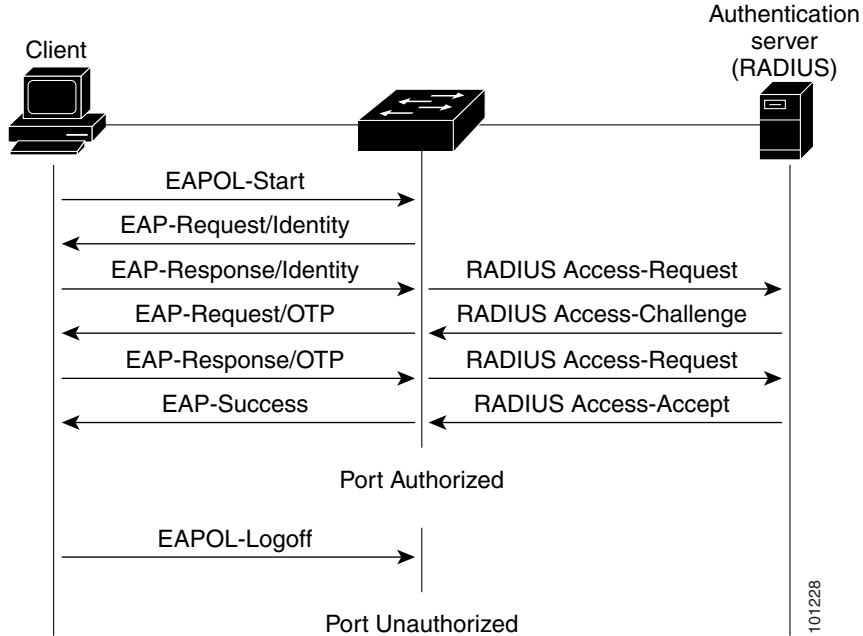 Client
Authentication
server
(RADIUS)
EAPOL-Start
EAP-Request/Identity
EAP-Response/Identity
RADIUS Access-Request
EAP-Request/OTP
RADIUS Access-Challenge
EAP-Response/OTP
RADIUS Access-Request
EAP-Success
RADIUS Access-Accept
Port Authorized
EAPOL-Logoff
Port Unauthorized
101228